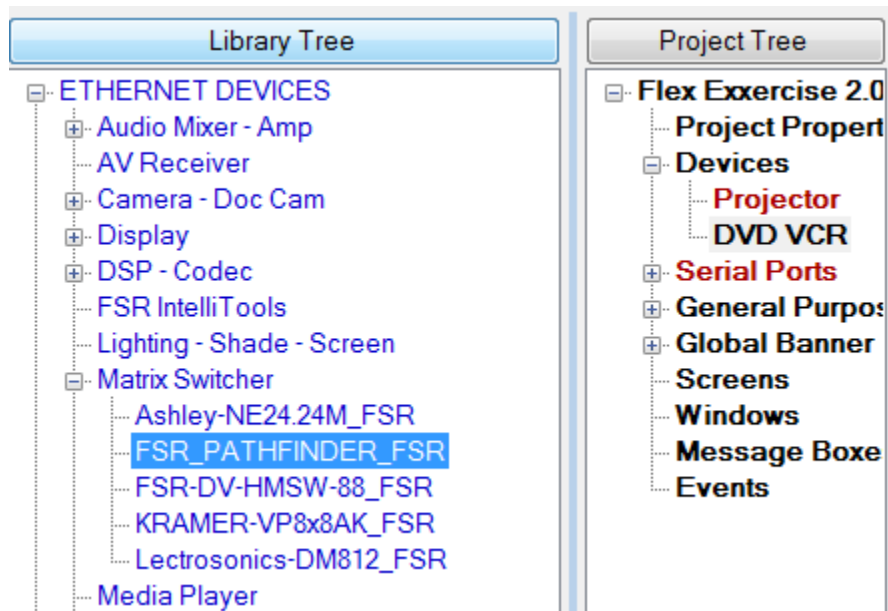 Library Tree
ETHERNET DEVICES
Audio Mixer - Amp
AV Receiver
Camera - Doc Cam
Display
DSP - Codec
FSR IntelliTools
Lighting - Shade - Screen
Matrix Switcher
Ashley-NE24.24M_FSR
FSR_PATHFINDER_FSR
FSR-DV-HMSW-88_FSR
KRAMER-VP8x8AK_FSR
Lectrosonics-DM812_FSR
Media Player
Project Tree
Flex Exxercise 2.0
Project Propert
Devices
Projector
DVD VCR
Serial Ports
General Purpos
Global Banner
Screens
Windows
Message Boxe
Events